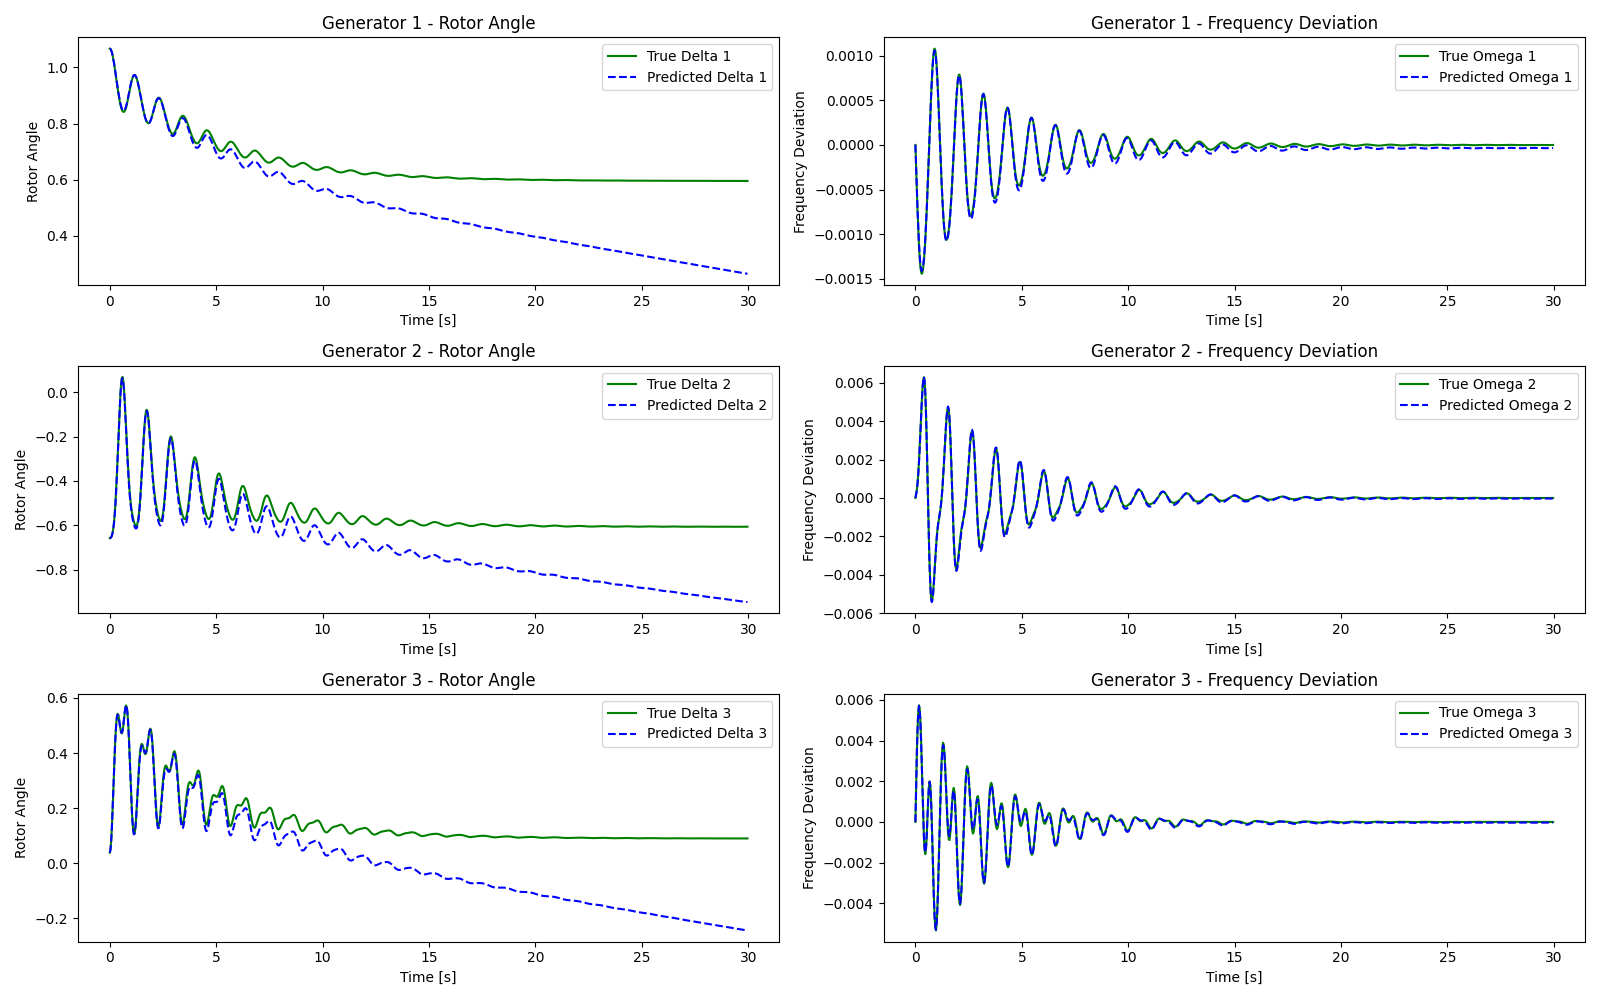 Generator 1 - Rotor Angle
Rotor Angle
1.0
0.8
0.6
0.4
True Delta 1
Predicted Delta 1
0 5 10 15 20 25 30
Time [s]
Generator 1 - Frequency Deviation
Frequency Deviation
0.0010
0.0005
0.0000
−0.0005
−0.0010
−0.0015
True Omega 1
Predicted Omega 1
0 5 10 15 20 25 30
Time [s]
Generator 2 - Rotor Angle
Rotor Angle
0.0
−0.2
−0.4
−0.6
−0.8
True Delta 2
Predicted Delta 2
0 5 10 15 20 25 30
Time [s]
Generator 2 - Frequency Deviation
Frequency Deviation
0.006
0.004
0.002
0.000
−0.002
−0.004
−0.006
True Omega 2
Predicted Omega 2
0 5 10 15 20 25 30
Time [s]
Generator 3 - Rotor Angle
Rotor Angle
0.6
0.4
0.2
0.0
−0.2
True Delta 3
Predicted Delta 3
0 5 10 15 20 25 30
Time [s]
Generator 3 - Frequency Deviation
Frequency Deviation
0.006
0.004
0.002
0.000
−0.002
−0.004
True Omega 3
Predicted Omega 3
0 5 10 15 20 25 30
Time [s]